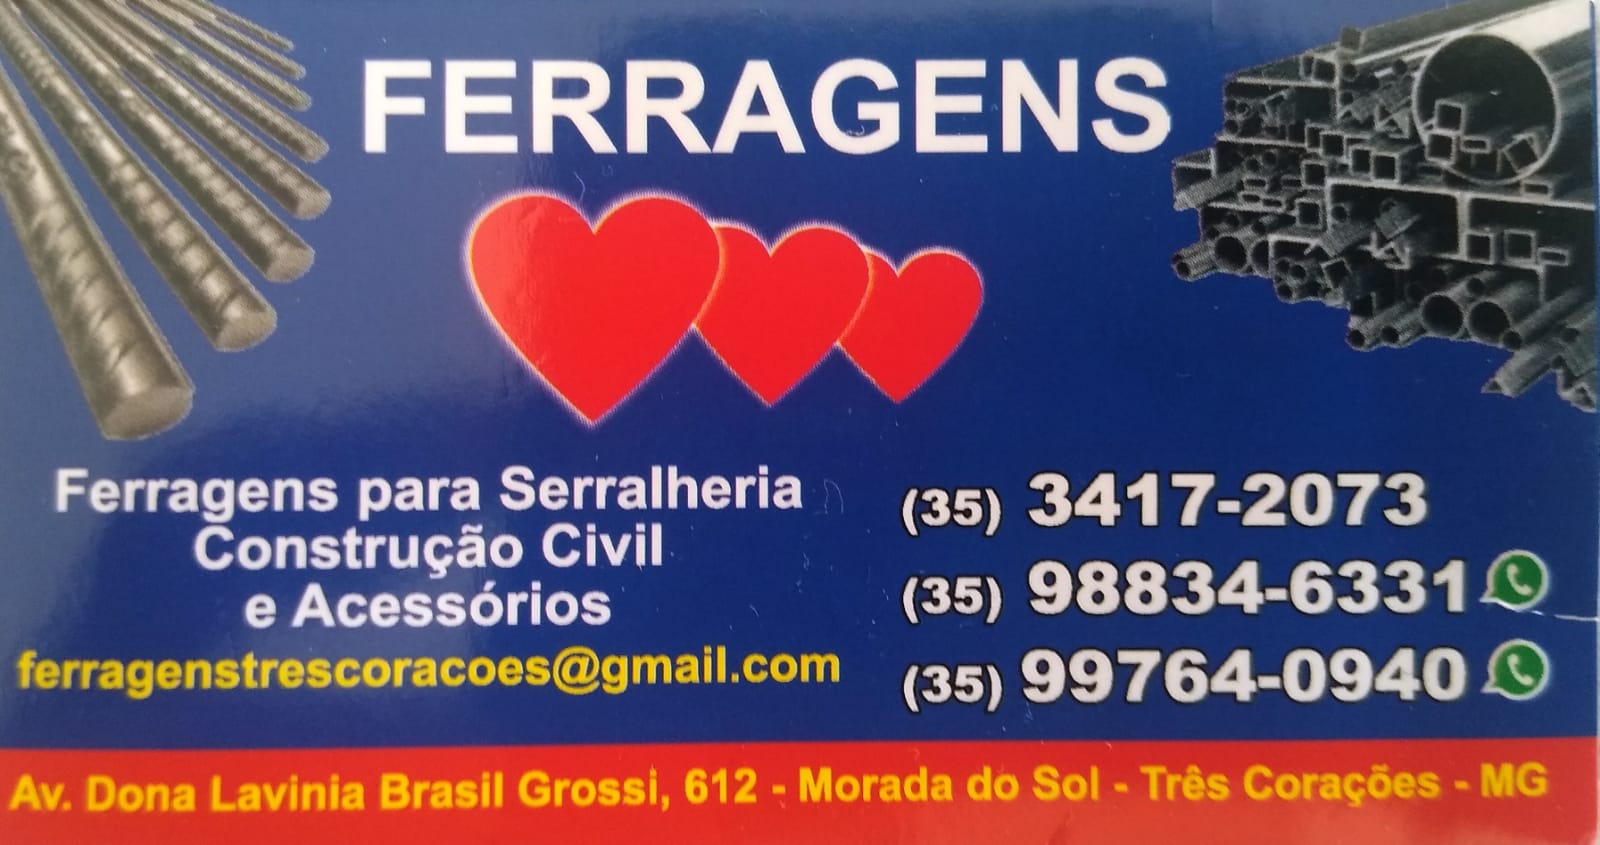 FERRAGENS
Ferragens para Serralheria
Construção Civil
e Acessórios
ferragenstrescoracoes@gmail.com
(35) 3417-2073
(35) 98834-6331
(35) 99764-0940
Av. Dona Lavinia Brasil Grossi, 612 - Morada do Sol - Três Corações - MG